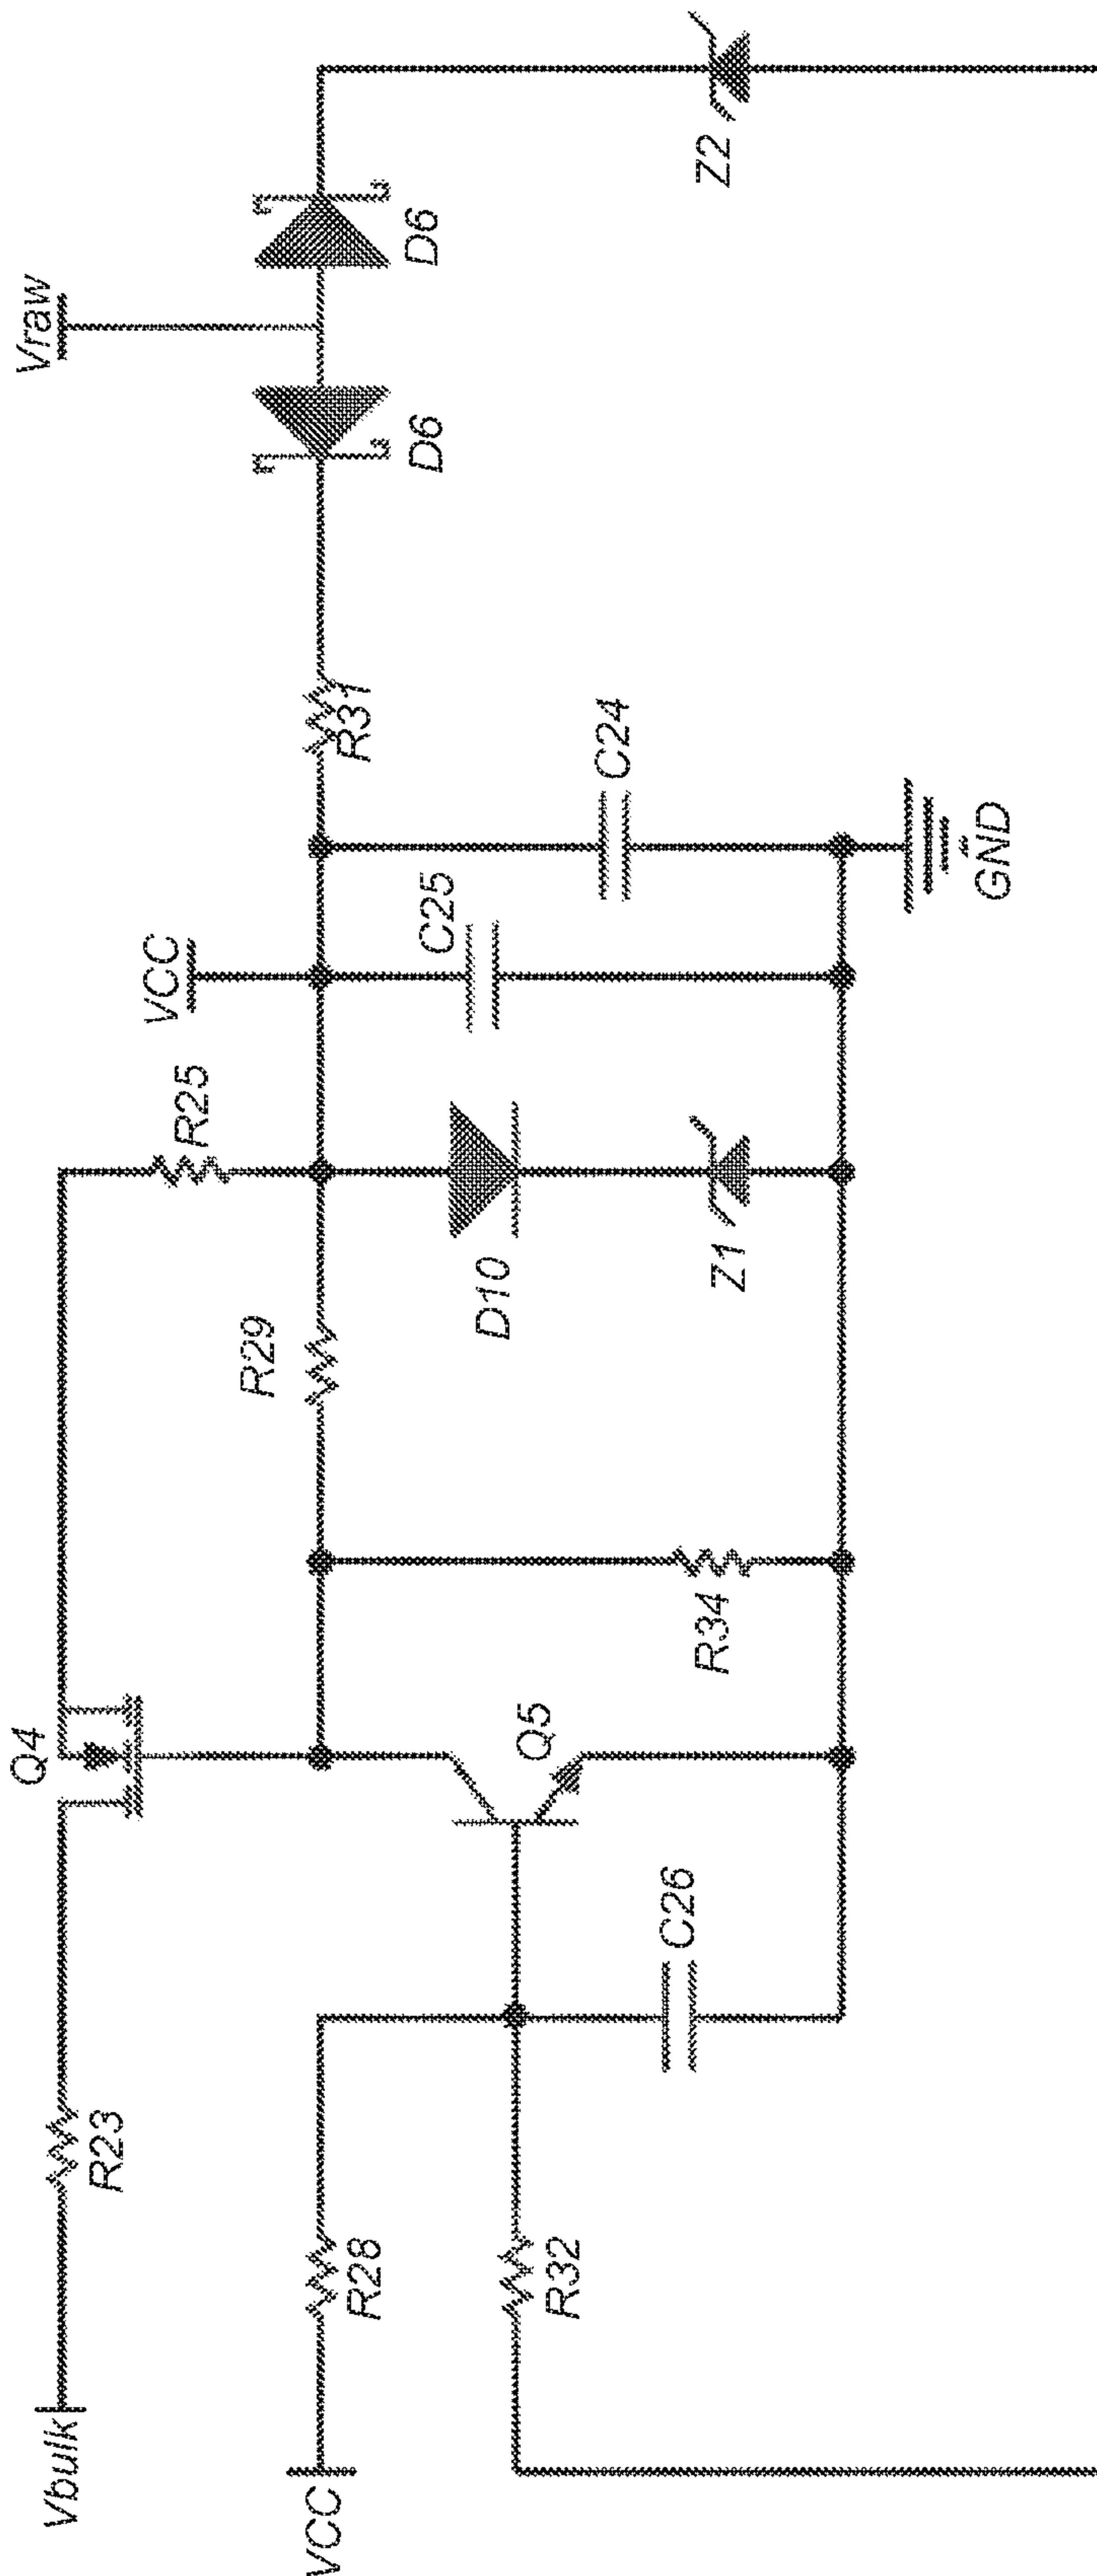 Vraw
D6
D6
Z2
R31
C24
C25
VCC
GND
R25
R29
D10
Z1
R34
Q4
Q5
C26
R23
R28
R32
Vbulk
VCC